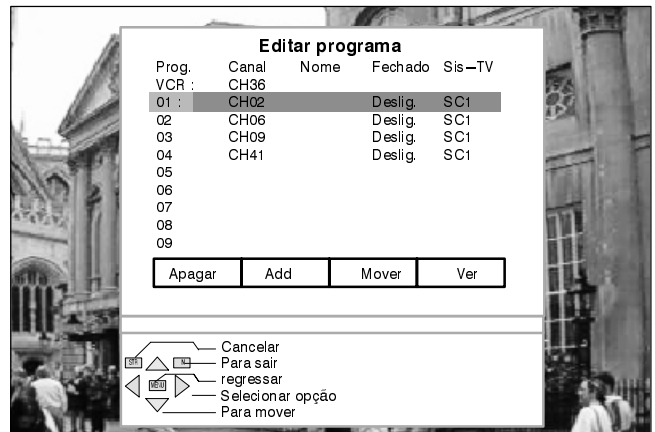 Editar programa
Prog. Canal Nome Fechado Sis–TV
VCR : CH36
01 : CH02 Deslig. SC1
02 CH06 Deslig. SC1
03 CH09 Deslig. SC1
04 CH41 Deslig. SC1
05
06
07
08
09
Apagar Add Mover Ver
Cancelar
STR N Para sair
regressar
MENU
Selecionar opção
Para mover